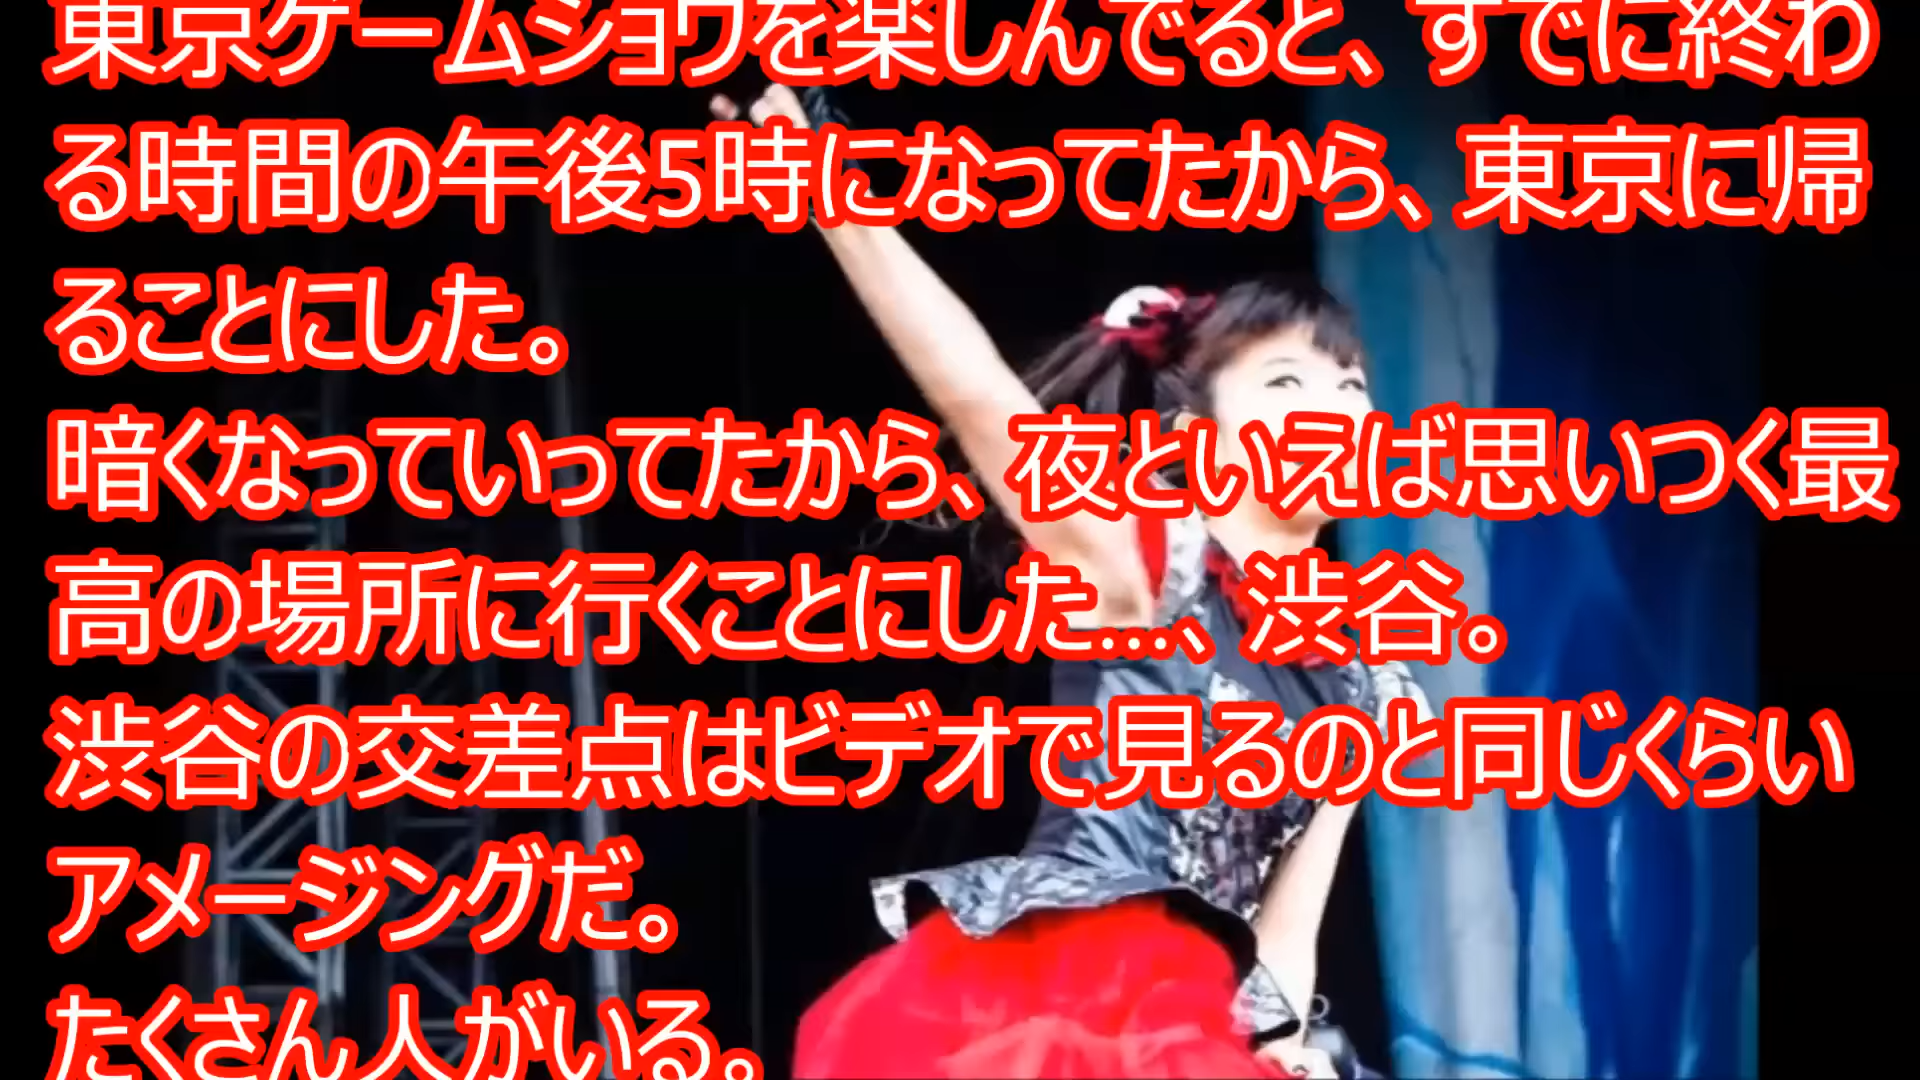 東京ゲームショウを楽しんでると、すでに終わ
る時間の午後5時になってたから、東京に帰
ることにした。
暗くなっていってたから、夜といえば思いつく最
高の場所に行くことにした…、渋谷。
渋谷の交差点はビデオで見るのと同じくらい
アメージングだ。
たくさん人がいる。